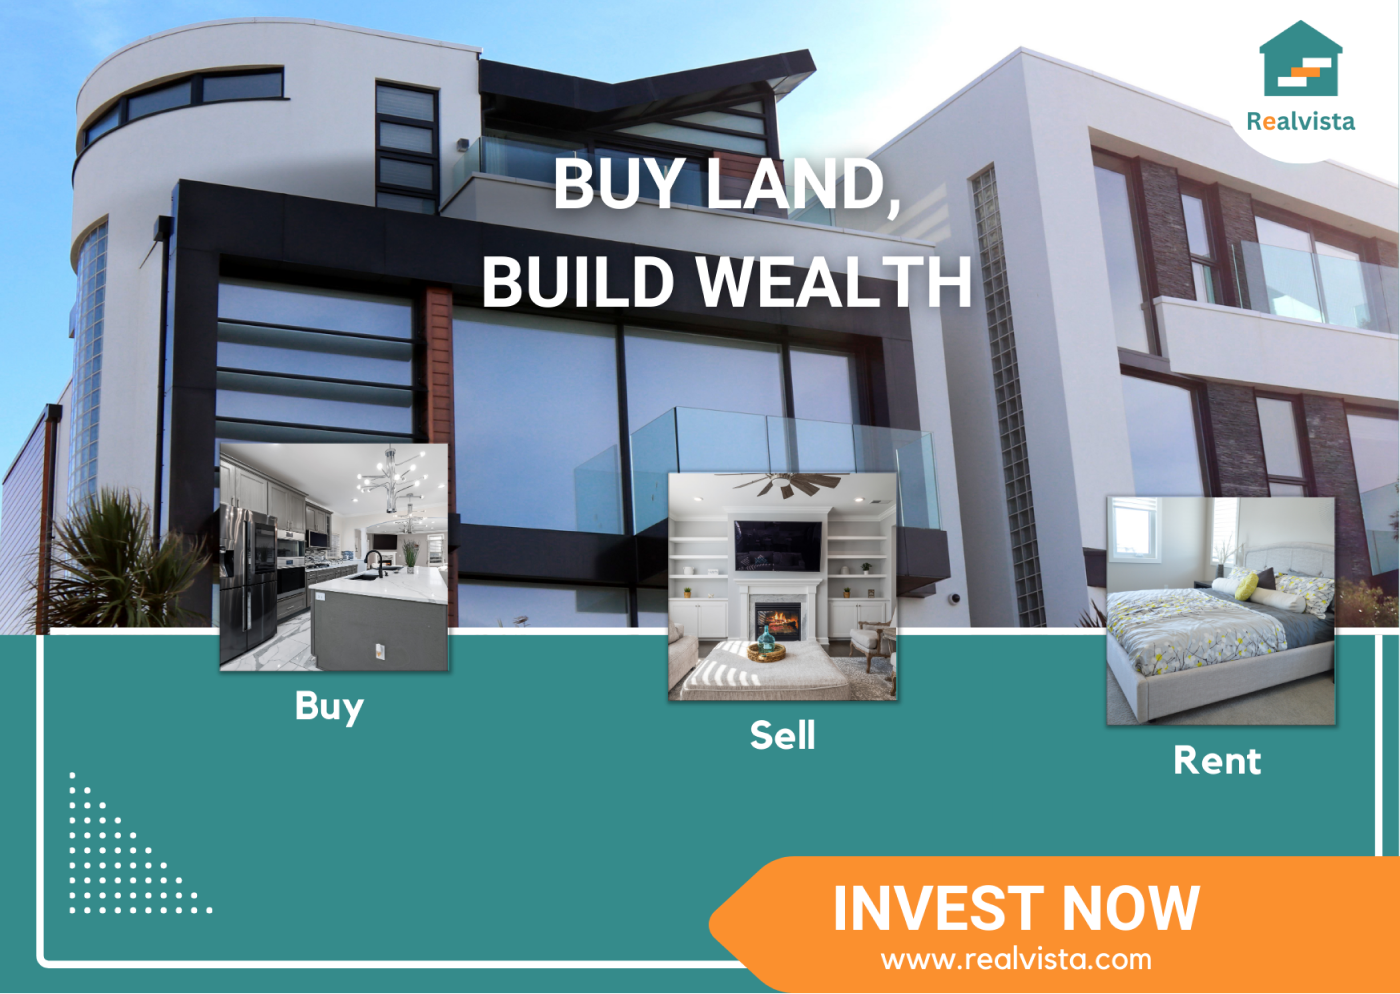 Realvista
BUY LAND,
BUILD WEALTH
Buy
Sell
Rent
INVEST NOW
www.realvista.com